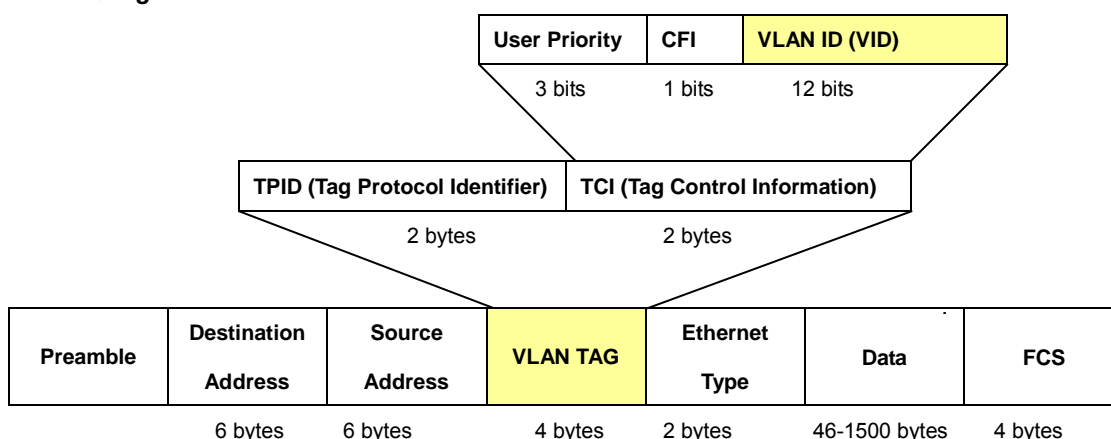 User Priority CFI VLAN ID (VID)
3 bits 1 bits 12 bits
TPID (Tag Protocol Identifier) TCI (Tag Control Information)
2 bytes 2 bytes
Preamble Destination Address Source Address VLAN TAG Ethernet Type Data FCS
6 bytes 6 bytes 4 bytes 2 bytes 46-1500 bytes 4 bytes